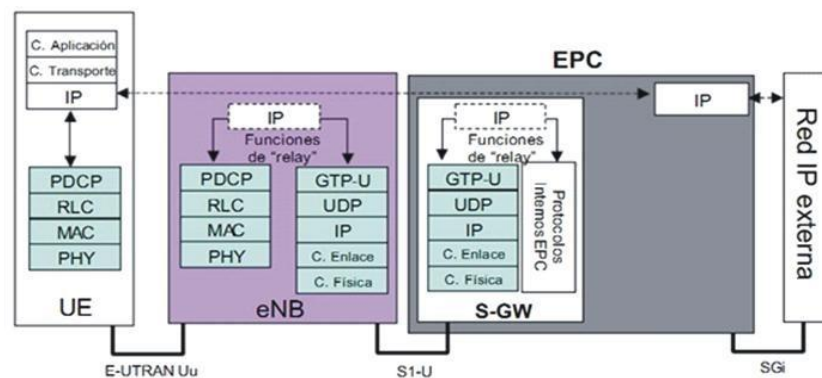 C. Aplicación
C. Transporte
IP
PDCP
RLC
MAC
PHY
UE
IP
Funciones
de "relay"
PDCP
RLC
MAC
PHY
GTP-U
UDP
IP
C. Enlace
C. Física
eNB
EPC
IP
Funciones
de "relay"
GTP-U
UDP
IP
C. Enlace
C. Física
Protocolos
Internos EPC
S-GW
IP
Red IP externa
E-UTRAN Uu
S1-U
SGi